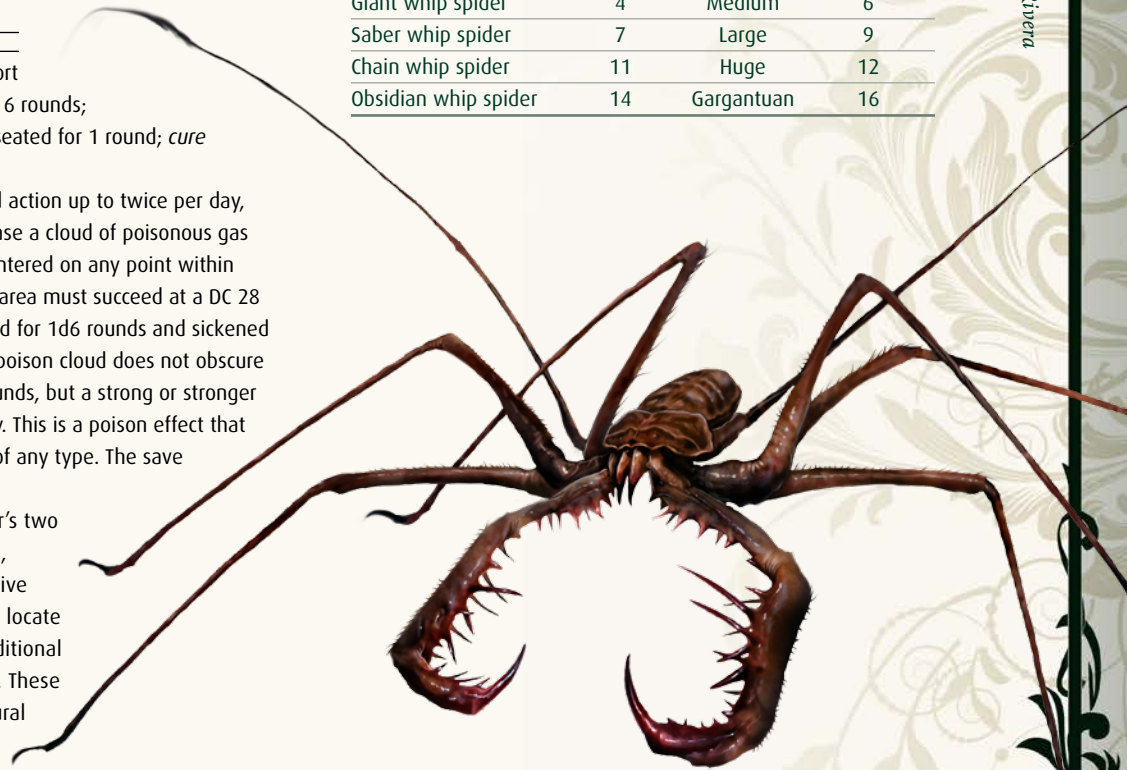 ort
6 rounds;
seated for 1 round; cure
l action up to twice per day,
ase a cloud of poisonous gas
ntered on any point within
area must succeed at a DC 28
d for 1d6 rounds and sickened
poison cloud does not obscure
unds, but a strong or stronger
y. This is a poison effect that
of any type. The save
r's two
,
ive
locate
ditional
. These
ural
Giant whip spider 4 Medium 6
Saber whip spider 7 Large 9
Chain whip spider 11 Huge 12
Obsidian whip spider 14 Gargantuan 16
Rivera